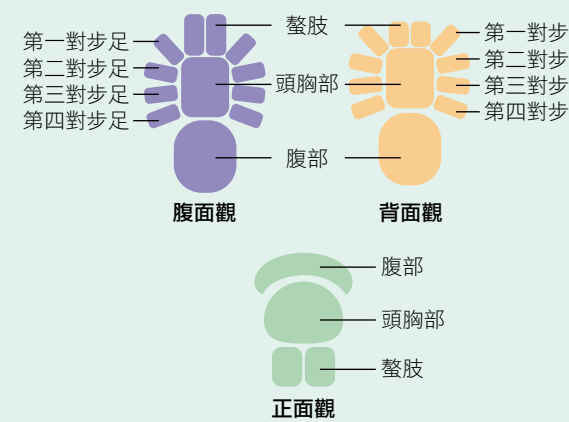 第一對步足
第二對步足
第三對步足
第四對步足
螯肢
頭胸部
腹部
第一對步
第二對步
第三對步
第四對步
腹面觀
背面觀
腹部
頭胸部
螯肢
正面觀